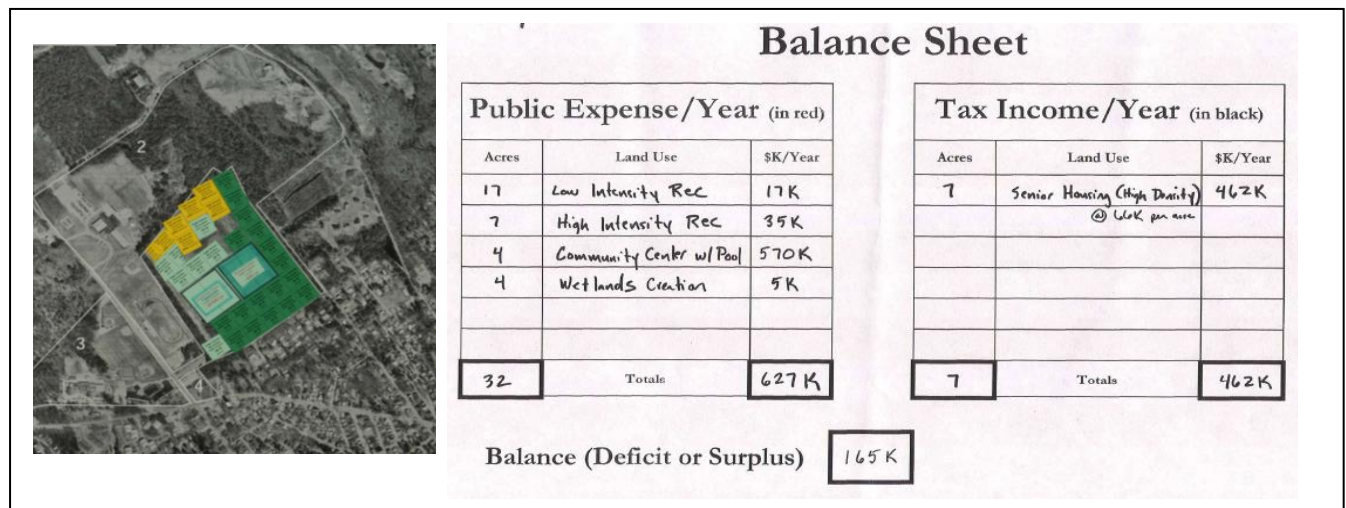 Balance Sheet
Public Expense/Year (in red)
Acres Land Use $K/Year
17 Low Intensity Rec 17K
7 High Intensity Rec 35K
4 Community Center w/Pool 570K
4 Wetlands Creation 5K
32 Totals 627K
Tax Income/Year (in black)
Acres Land Use $K/Year
7 Senior Housing (High Density) 462K
@ 66K per acre
7 Totals 462K
Balance (Deficit or Surplus) 165K
2
3
4